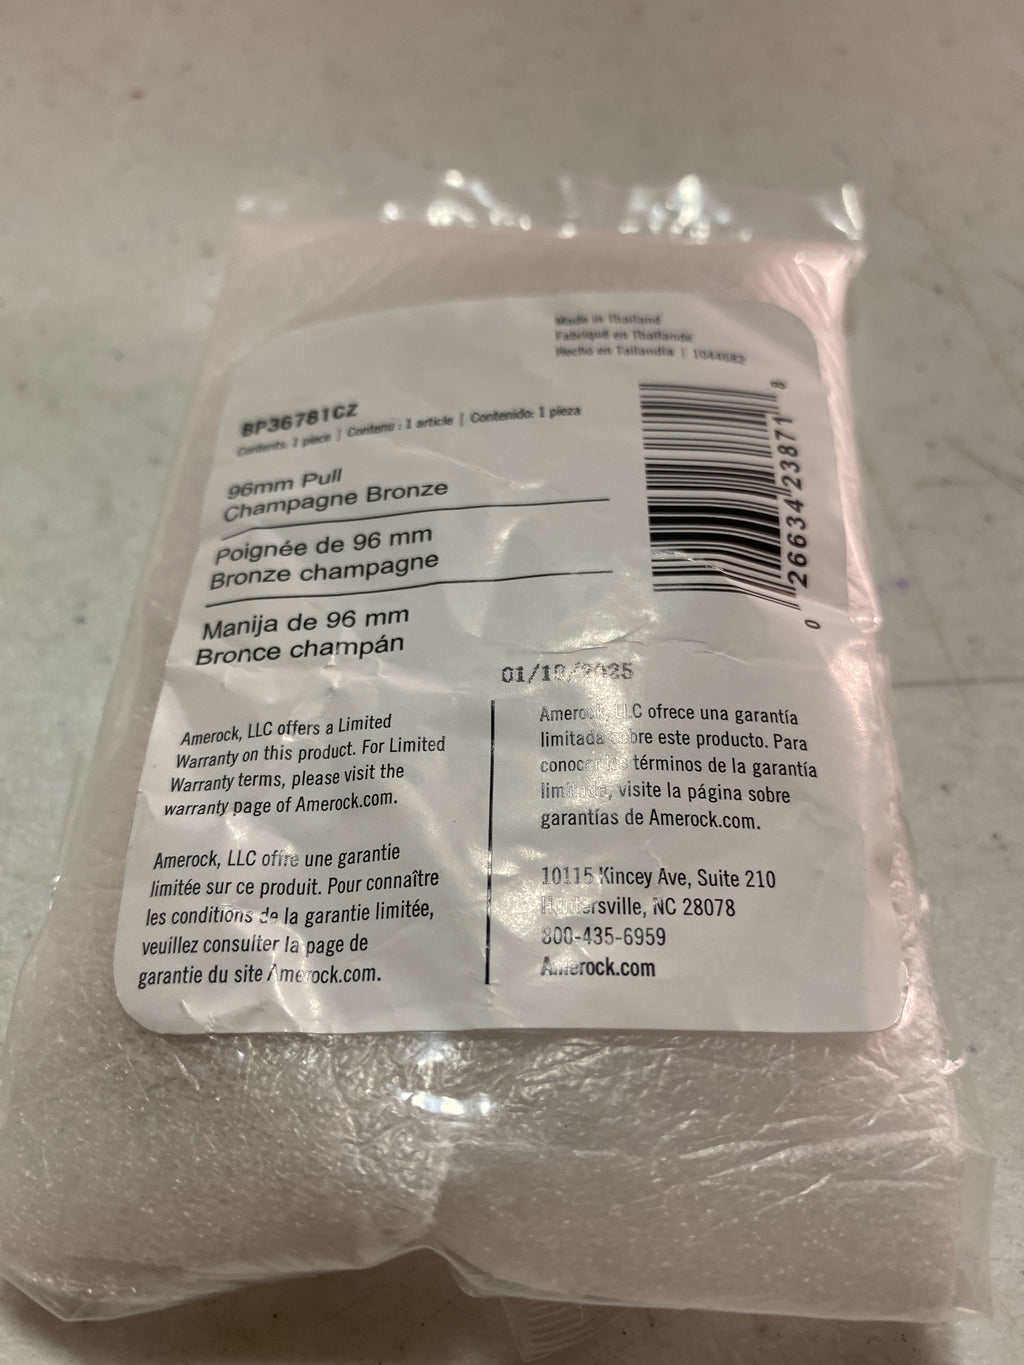 Made in Thailand
Fabriqué en Thaïlande
Hecho en Tailandia | 1044682
BP36781CZ
Contents: 1 piece | Contenu : 1 article | Contenido: 1 pieza
96mm Pull
Champagne Bronze
Poignée de 96 mm
Bronze champagne
Manija de 96 mm
Bronce champán
0 26634 23871 8
Amerock, LLC offers a Limited
Warranty on this product. For Limited
Warranty terms, please visit the
warranty page of Amerock.com.
Amerock, LLC offre une garantie
limitée sur ce produit. Pour connaître
les conditions de la garantie limitée,
veuillez consulter la page de
garantie du site Amerock.com.
Amerock, LLC ofrece una garantía
limitada sobre este producto. Para
conocer los términos de la garantía
limitada, visite la página sobre
garantías de Amerock.com.
10115 Kincey Ave, Suite 210
Huntersville, NC 28078
800-435-6959
Amerock.com